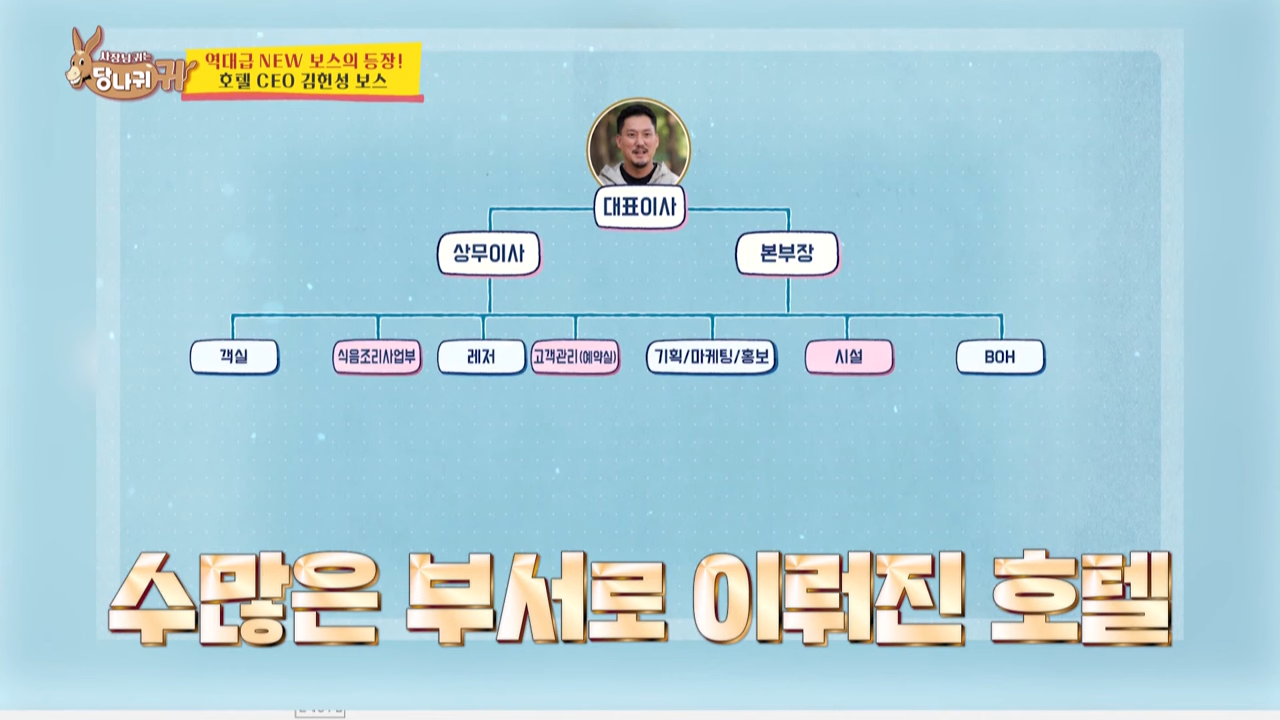 사장님 귀는
당나귀 귀
역대급 NEW 보스의 등장!
호텔 CEO 김헌성 보스
대표이사
상무이사
본부장
객실
식음조리사업부
레저
고객관리(예약실)
기획/마케팅/홍보
시설
BOH
수많은 부서로 이뤄진 호텔